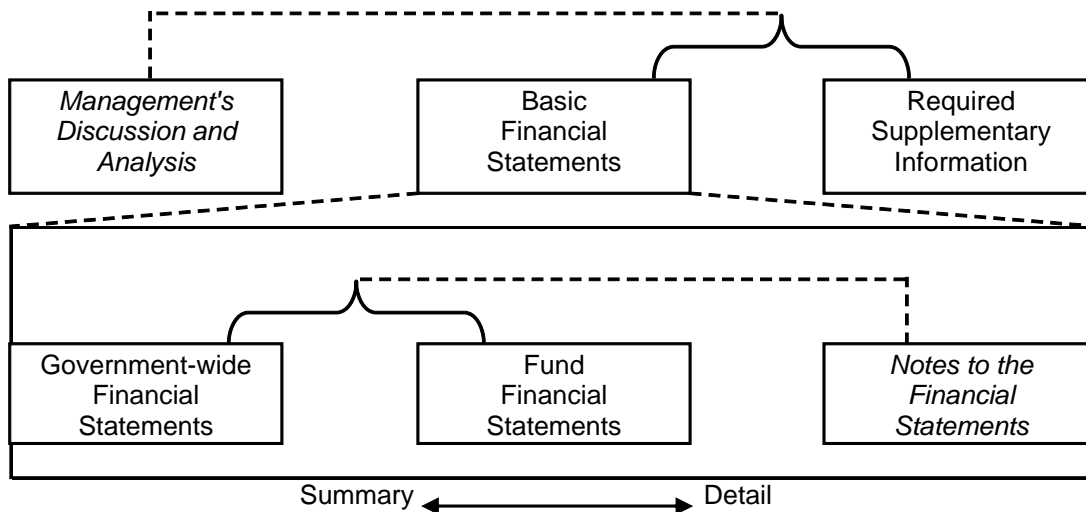 Management's
Discussion and
Analysis
Basic
Financial
Statements
Required
Supplementary
Information
Government-wide
Financial
Statements
Fund
Financial
Statements
Notes to the
Financial
Statements
Summary
Detail